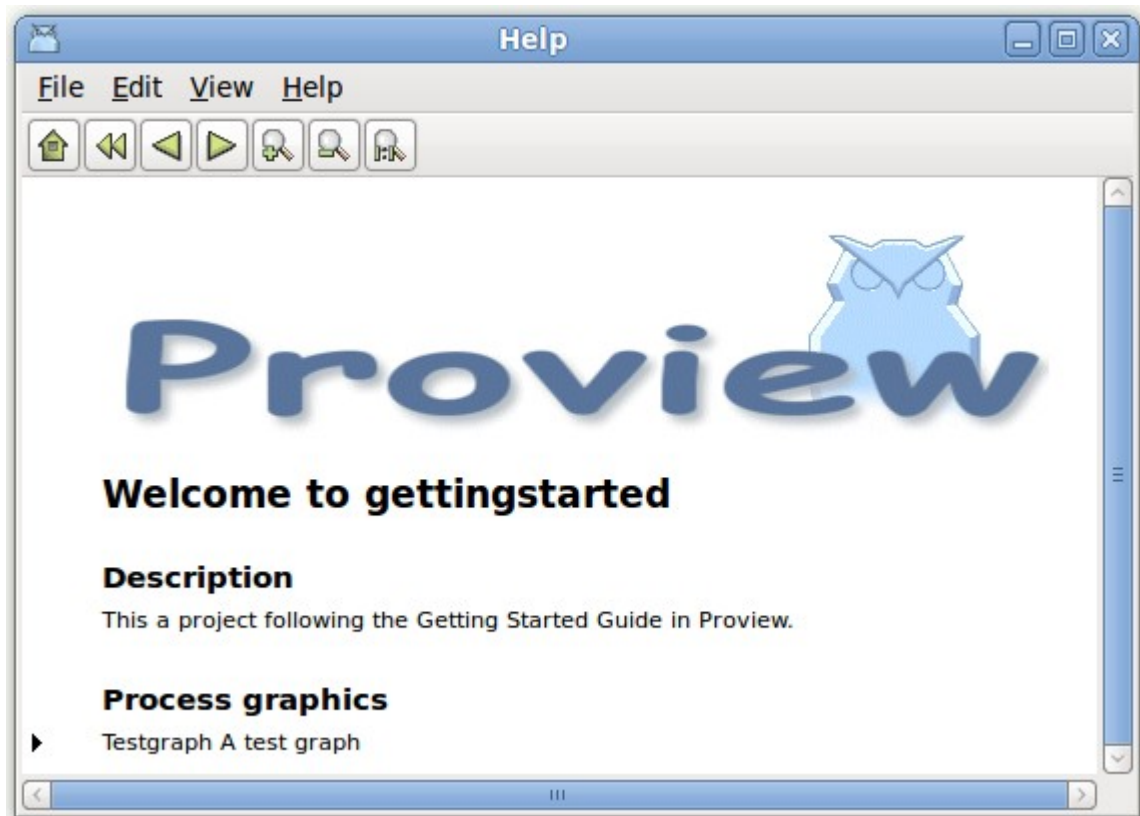 Help
File Edit View Help
Proview
Welcome to gettingstarted
Description
This a project following the Getting Started Guide in Proview.
Process graphics
Testgraph A test graph